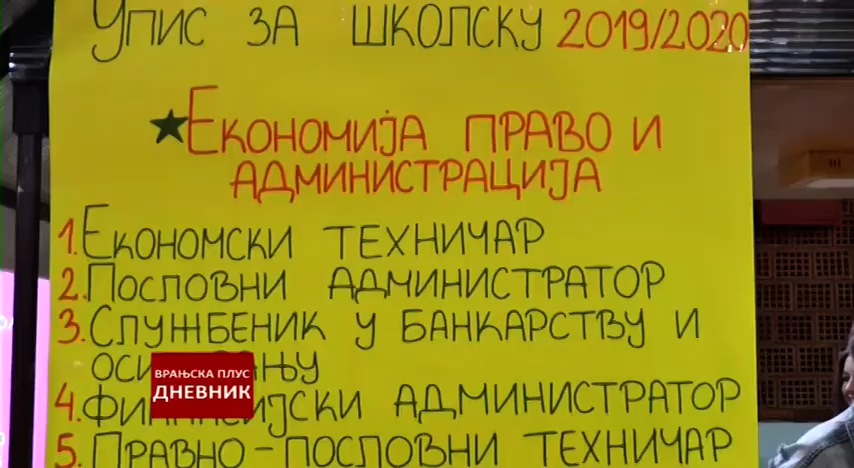 Упис за школску 2019/2020
★Економија право и
администрација
1. Економски техничар
2. Пословни администратор
3. Службеник у банкарству и
4. администратор
5. Правно-пословни техничар
ВРАЊСКА ПЛУС
ДНЕВНИК